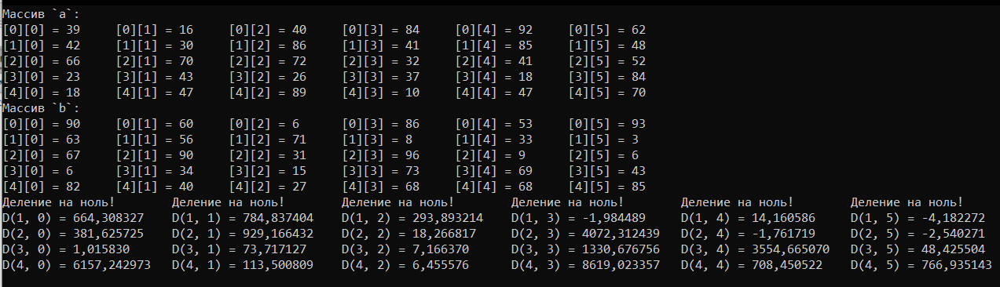 Массив `a`:
[0][0] = 39 [0][1] = 16 [0][2] = 40 [0][3] = 84 [0][4] = 92 [0][5] = 62
[1][0] = 42 [1][1] = 30 [1][2] = 86 [1][3] = 41 [1][4] = 85 [1][5] = 48
[2][0] = 66 [2][1] = 70 [2][2] = 72 [2][3] = 32 [2][4] = 41 [2][5] = 52
[3][0] = 23 [3][1] = 43 [3][2] = 26 [3][3] = 37 [3][4] = 18 [3][5] = 84
[4][0] = 18 [4][1] = 47 [4][2] = 89 [4][3] = 10 [4][4] = 47 [4][5] = 70
Массив `b`:
[0][0] = 90 [0][1] = 60 [0][2] = 6 [0][3] = 86 [0][4] = 53 [0][5] = 93
[1][0] = 63 [1][1] = 56 [1][2] = 71 [1][3] = 8 [1][4] = 33 [1][5] = 3
[2][0] = 67 [2][1] = 90 [2][2] = 31 [2][3] = 96 [2][4] = 9 [2][5] = 6
[3][0] = 6 [3][1] = 34 [3][2] = 15 [3][3] = 73 [3][4] = 69 [3][5] = 43
[4][0] = 82 [4][1] = 40 [4][2] = 27 [4][3] = 68 [4][4] = 68 [4][5] = 85
Деление на ноль! Деление на ноль! Деление на ноль! Деление на ноль! Деление на ноль! Деление на ноль!
D(1, 0) = 664,308327 D(1, 1) = 784,837404 D(1, 2) = 293,893214 D(1, 3) = -1,984489 D(1, 4) = 14,160586 D(1, 5) = -4,182272
D(2, 0) = 381,625725 D(2, 1) = 929,166432 D(2, 2) = 18,266817 D(2, 3) = 4072,312439 D(2, 4) = -1,761719 D(2, 5) = -2,540271
D(3, 0) = 1,015830 D(3, 1) = 73,717127 D(3, 2) = 7,166370 D(3, 3) = 1330,676756 D(3, 4) = 3554,665070 D(3, 5) = 48,425504
D(4, 0) = 6157,242973 D(4, 1) = 113,500809 D(4, 2) = 6,455576 D(4, 3) = 8619,023357 D(4, 4) = 708,450522 D(4, 5) = 766,935143